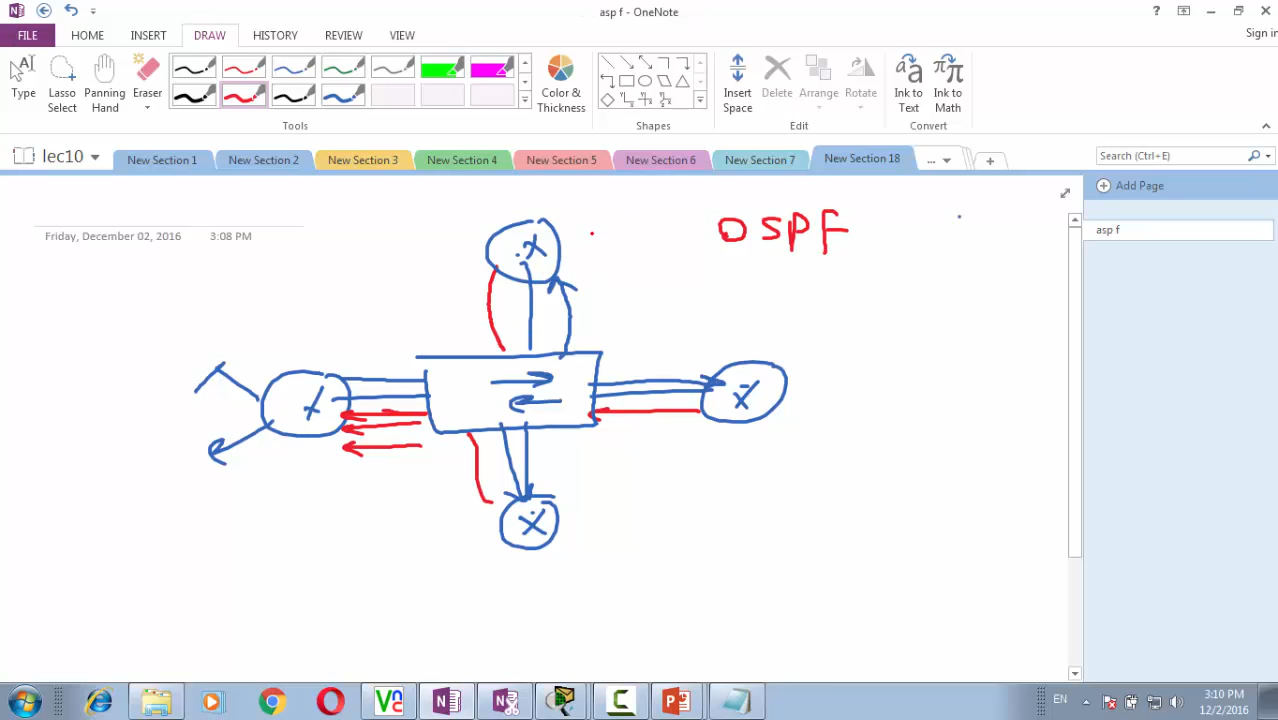 asp f - OneNote
Sign in
FILE HOME INSERT DRAW HISTORY REVIEW VIEW
Type Lasso Select Panning Hand Eraser Color & Thickness Insert Space Delete Arrange Rotate Ink to Text Ink to Math
Tools Shapes Edit Convert
lec10 New Section 1 New Section 2 New Section 3 New Section 4 New Section 5 New Section 6 New Section 7 New Section 18 ... Search (Ctrl+E)
Add Page
asp f
Friday, December 02, 2016 3:08 PM
OSPF
X
X
X
X
EN 3:10 PM
12/2/2016